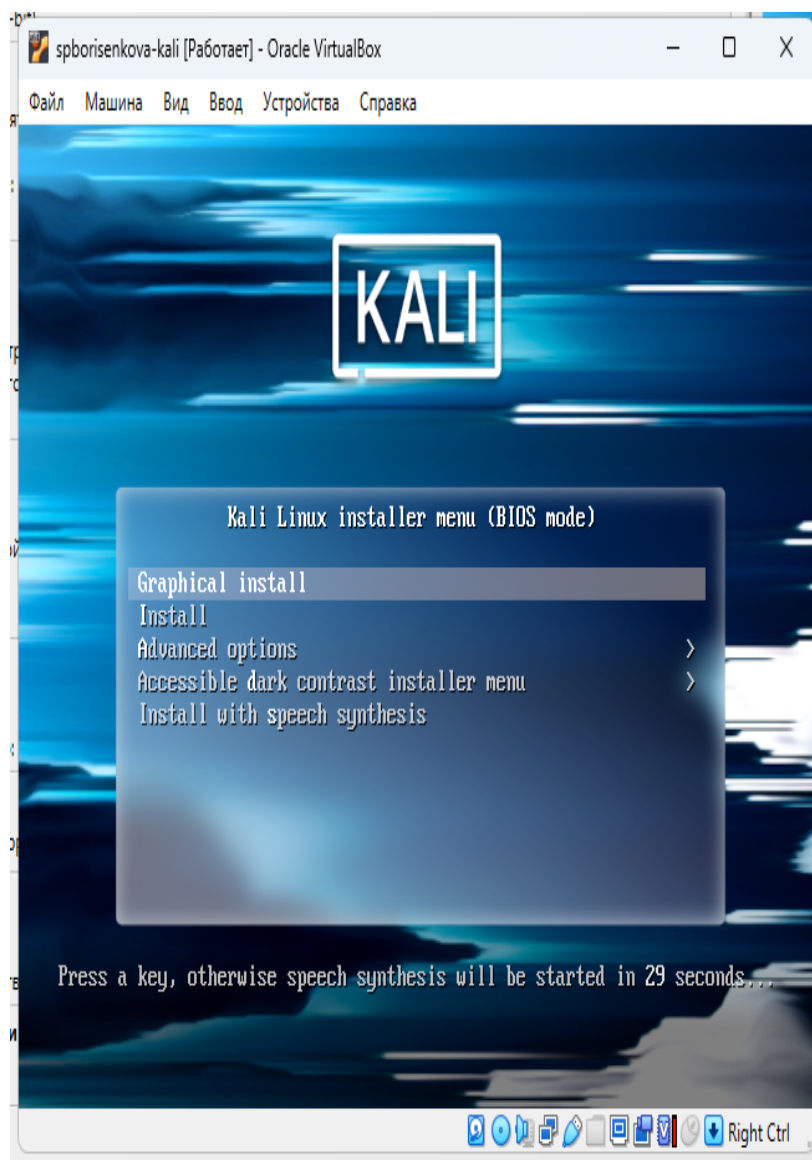 spborisenkova-kali [Работает] - Oracle VirtualBox
Файл Машина Вид Ввод Устройства Справка
KALI
Kali Linux installer menu (BIOS mode)
Graphical install
Install
Advanced options >
Accessible dark contrast installer menu >
Install with speech synthesis
Press a key, otherwise speech synthesis will be started in 29 seconds...
Right Ctrl